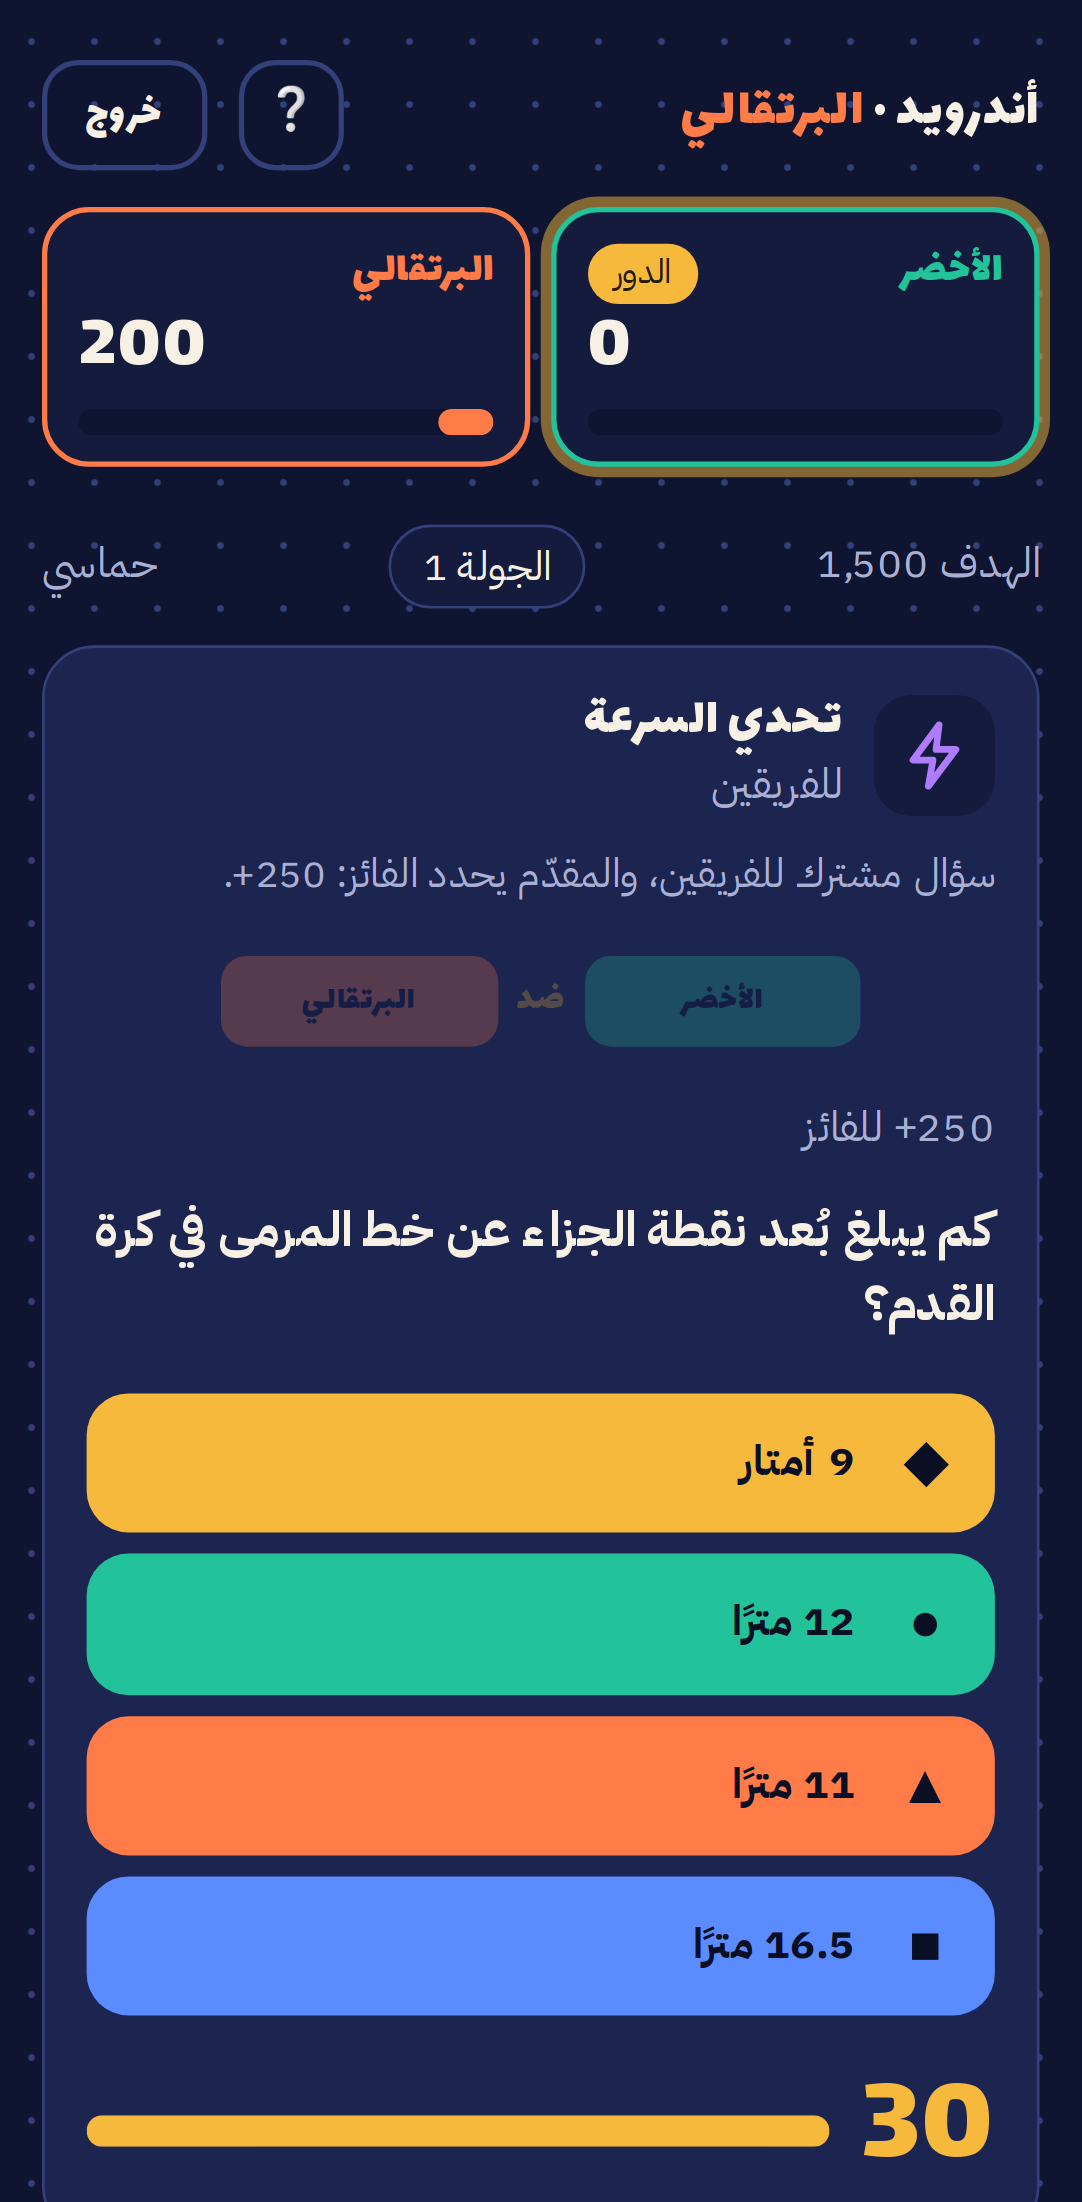 أندرويد · البرتقالي
?
خروج
الأخضر
الدور
0
البرتقالي
200
الهدف 1,500
الجولة 1
حماسي
تحدي السرعة
للفريقين
سؤال مشترك للفريقين، والمقدّم يحدد الفائز: 250+.
الأخضر
ضد
البرتقالي
250+ للفائز
كم يبلغ بُعد نقطة الجزاء عن خط المرمى في كرة
القدم؟
9 أمتار
12 مترًا
11 مترًا
16.5 مترًا
30